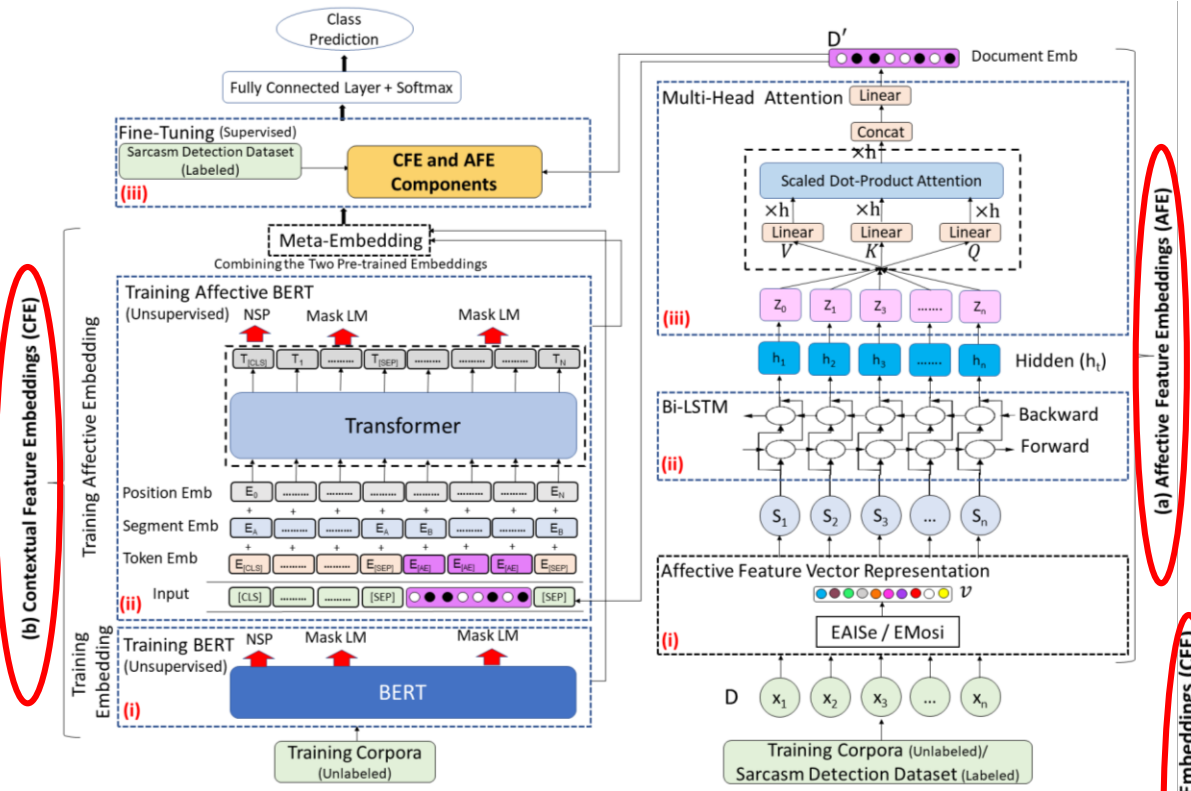 Class
Prediction
Fully Connected Layer + Softmax
Fine-Tuning (Supervised)
Sarcasm Detection Dataset
(Labeled)
CFE and AFE
Components
(iii)
Meta-Embedding
Combining the Two Pre-trained Embeddings
(b) Contextual Feature Embeddings (CFE)
Training Affective Embedding
Training Affective BERT
(Unsupervised)
NSP
Mask LM
Mask LM
T[CLS] T1 ......... T[SEP] ......... ......... ......... TN
Transformer
Position Emb E0 ......... ......... ......... ......... ......... ......... EN
+ + + + + + + +
Segment Emb EA ......... ......... EA EB ......... ......... EB
+ + + + + + + +
Token Emb E[CLS] ......... ......... E[SEP] E[AE] E[AE] E[AE] E[SEP]
Input [CLS] ......... ......... [SEP] [SEP]
(ii)
Training
Embedding
Training BERT
(Unsupervised)
NSP
Mask LM
Mask LM
BERT
(i)
Training Corpora
(Unlabeled)
D′
Document Emb
Multi-Head Attention
Linear
Concat
×h
Scaled Dot-Product Attention
×h ×h ×h
Linear Linear Linear
V K Q
Z0 Z1 Z3 ....... Zn
(iii)
h1 h2 h3 ....... hn
Hidden (ht)
Bi-LSTM
Backward
Forward
(ii)
S1 S2 S3 ... Sn
Affective Feature Vector Representation
v
EAISe / EMosi
(i)
D x1 x2 x3 ... xn
Training Corpora (Unlabeled)/
Sarcasm Detection Dataset (Labeled)
(a) Affective Feature Embeddings (AFE)
Embeddings (CFE)